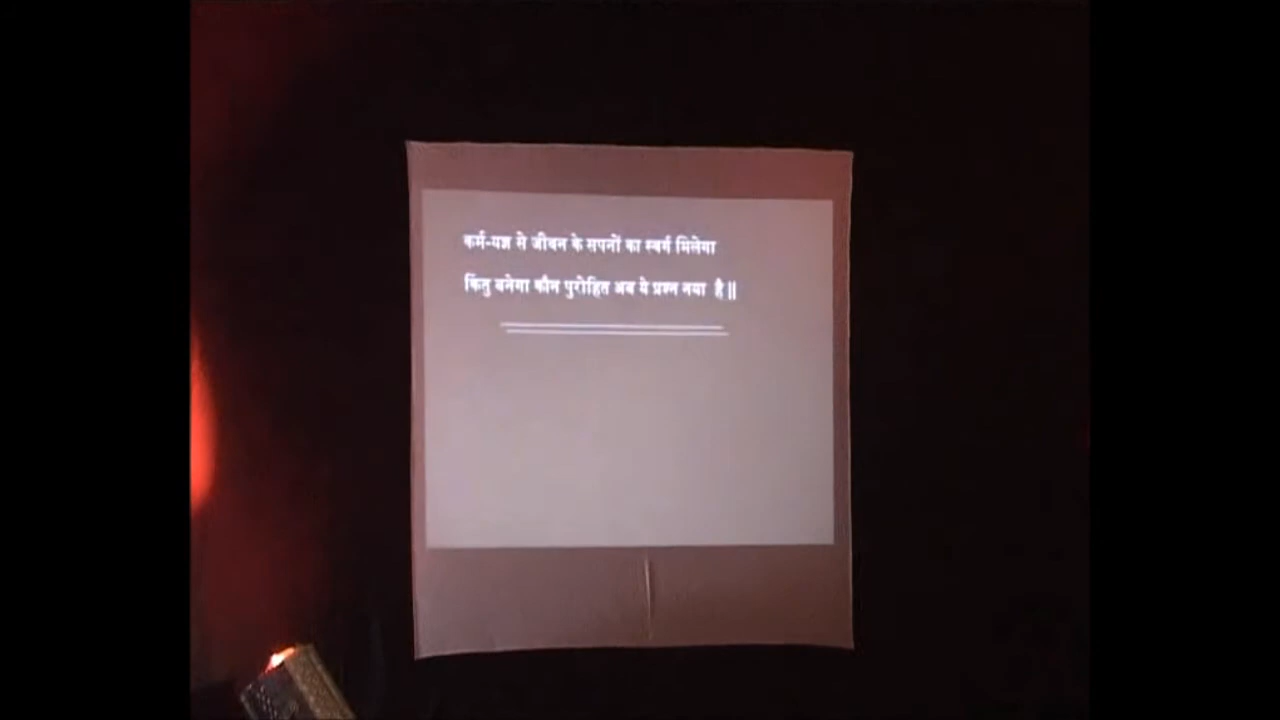 कर्म-यज्ञ से जीवन के सपनों का स्वर्ग मिलेगा
किंतु बनेगा कौन पुरोहित अब ये प्रश्न नया है ||